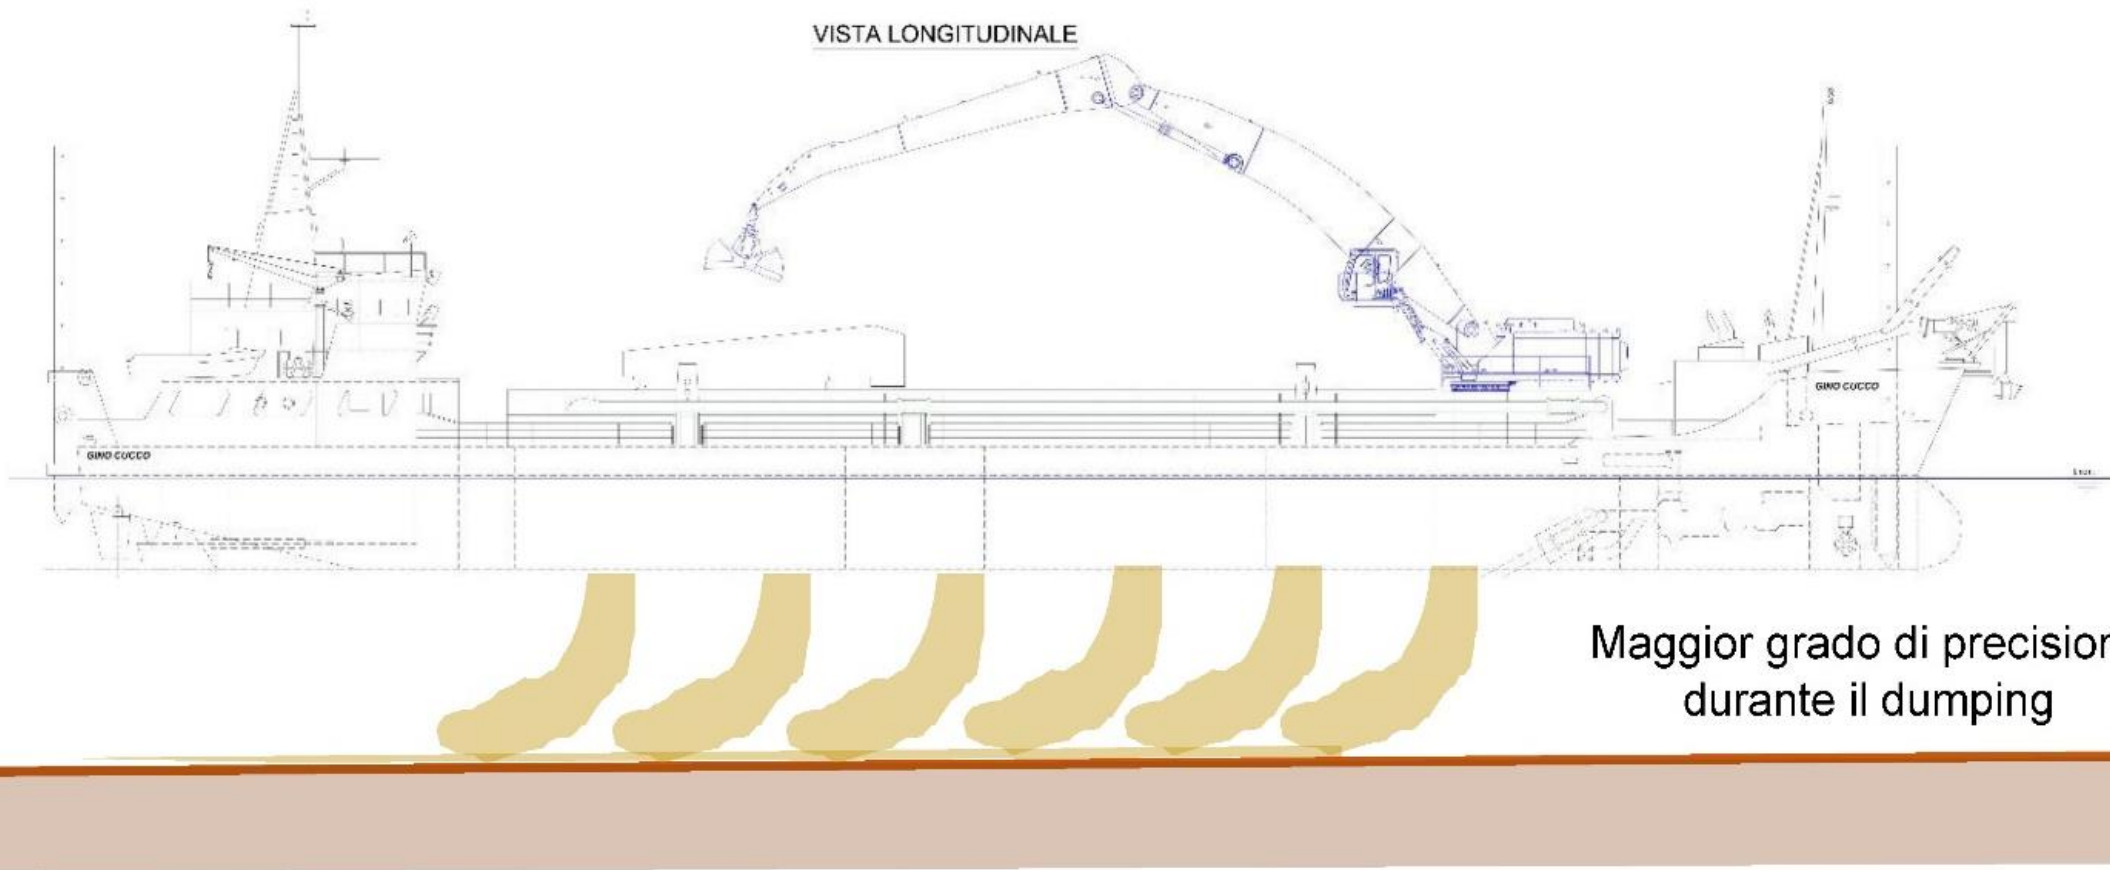 VISTA LONGITUDINALE
GINO CUCCO
GINO CUCCO
Maggior grado di precision
durante il dumping